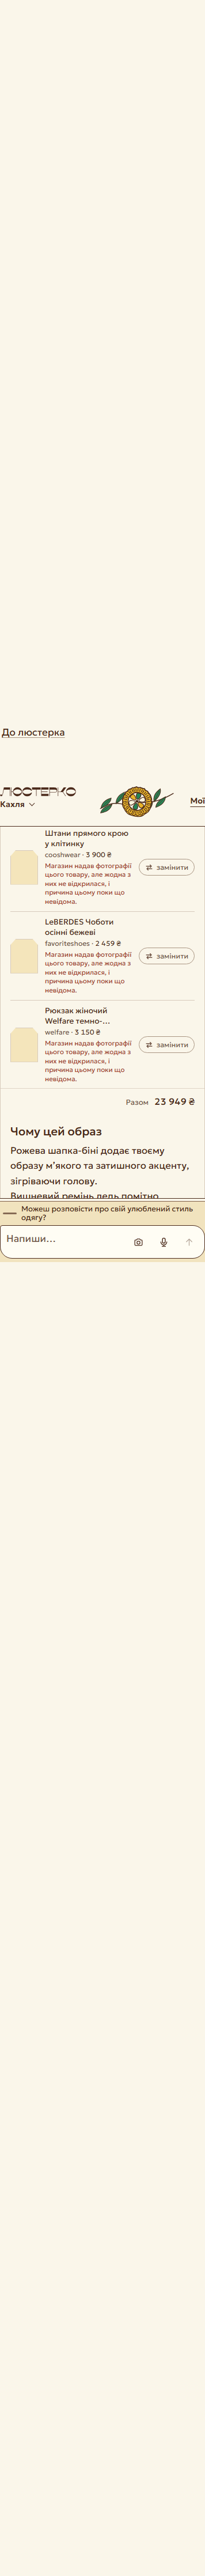 До люстерка
ЛЮСТЕРКО
Кахля
Мої
Штани прямого крою
у клітинку
cooshwear · 3 900 ₴
Магазин надав фотографії
цього товару, але жодна з
них не відкрилася, і
причина цьому поки що
невідома.
замінити
LeBERDES Чоботи
осінні бежеві
favoriteshoes · 2 459 ₴
Магазин надав фотографії
цього товару, але жодна з
них не відкрилася, і
причина цьому поки що
невідома.
замінити
Рюкзак жіночий
Welfare темно-…
welfare · 3 150 ₴
Магазин надав фотографії
цього товару, але жодна з
них не відкрилася, і
причина цьому поки що
невідома.
замінити
Разом 23 949 ₴
Чому цей образ
Рожева шапка-біні додає твоєму
образу м’якого та затишного акценту,
зігріваючи голову.
Вишневий ремінь ледь помітно
Можеш розповісти про свій улюблений стиль
одягу?
Напиши…